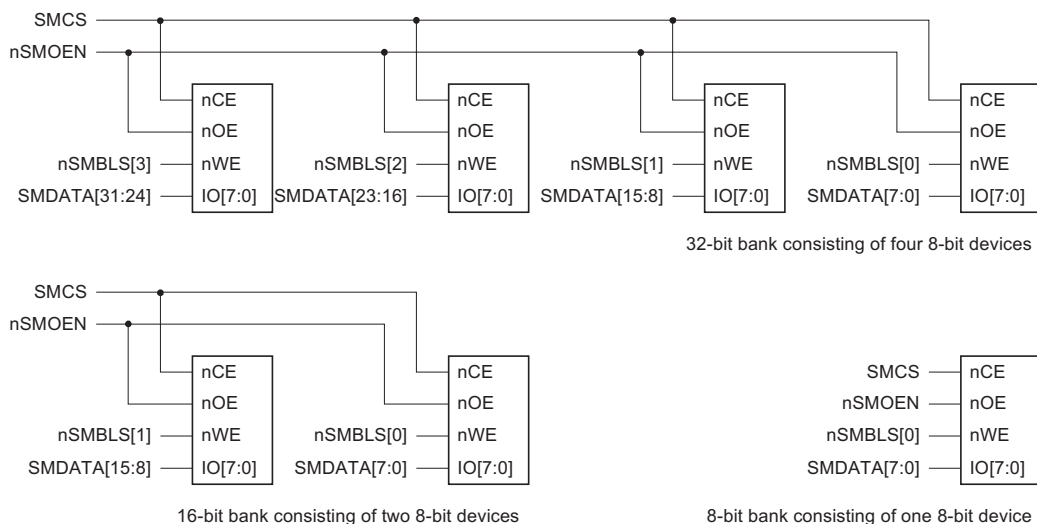 SMCS
nSMOEN
nCE
nOE
nSMBLS[3] nWE
SMDATA[31:24] IO[7:0]
nCE
nOE
nSMBLS[2] nWE
SMDATA[23:16] IO[7:0]
nCE
nOE
nSMBLS[1] nWE
SMDATA[15:8] IO[7:0]
nCE
nOE
nSMBLS[0] nWE
SMDATA[7:0] IO[7:0]
32-bit bank consisting of four 8-bit devices
SMCS
nSMOEN
nCE
nOE
nSMBLS[1] nWE
SMDATA[15:8] IO[7:0]
nCE
nOE
nSMBLS[0] nWE
SMDATA[7:0] IO[7:0]
16-bit bank consisting of two 8-bit devices
SMCS nCE
nSMOEN nOE
nSMBLS[0] nWE
SMDATA[7:0] IO[7:0]
8-bit bank consisting of one 8-bit device